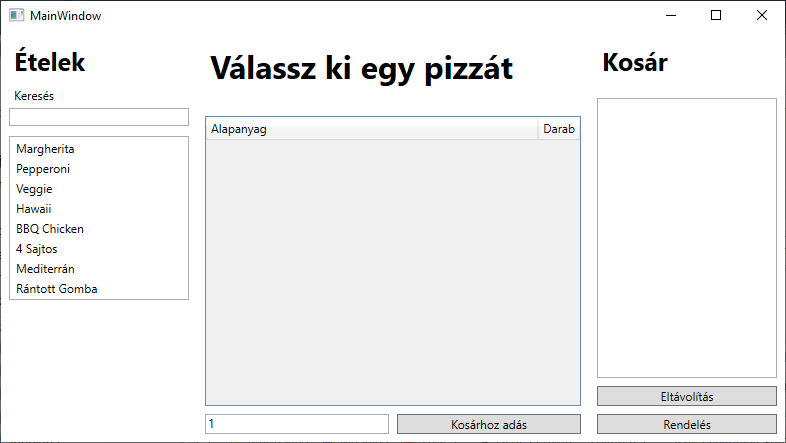 MainWindow
Ételek
Keresés
Margherita
Pepperoni
Veggie
Hawaii
BBQ Chicken
4 Sajtos
Mediterrán
Rántott Gomba
Válassz ki egy pizzát
Alapanyag Darab
1 Kosárhoz adás
Kosár
Eltávolítás
Rendelés